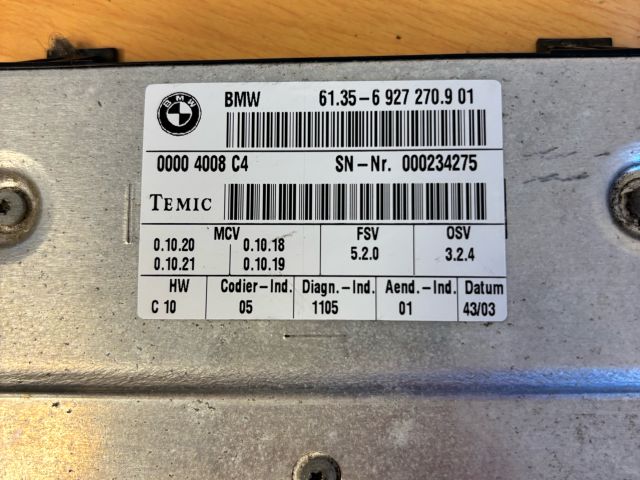 BMW
BMW 61.35-6 927 270.9 01
0000 4008 C4 SN-Nr. 000234275
TEMIC
MCV FSV OSV
0.10.20 0.10.18 5.2.0 3.2.4
0.10.21 0.10.19
HW Codier-Ind. Diagn.-Ind. Aend.-Ind. Datum
C 10 05 1105 01 43/03